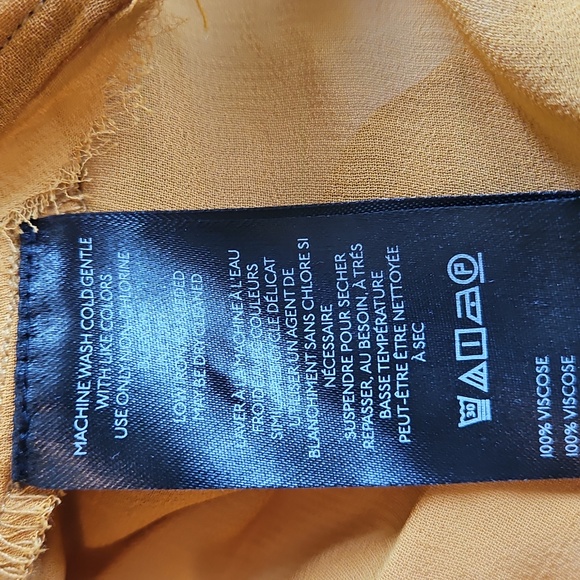 MACHINE WASH COLD GENTLE
WITH LIKE COLORS
USE ONLY NON-CHLORINE
LOW IRON IF NEEDED
MAY BE DRY CLEANED
LAVER À LA MACHINE À L'EAU
FROIDE COULEURS
CYCLE DÉLICAT
UTILISER UN AGENT DE
BLANCHIMENT SANS CHLORE SI
NÉCESSAIRE
SUSPENDRE POUR SECHER
REPASSER, AU BESOIN, À TRÈS
BASSE TEMPÉRATURE
PEUT-ÊTRE ÊTRE NETTOYÉE
À SEC
30 P
100% VISCOSE
100% VISCOSE